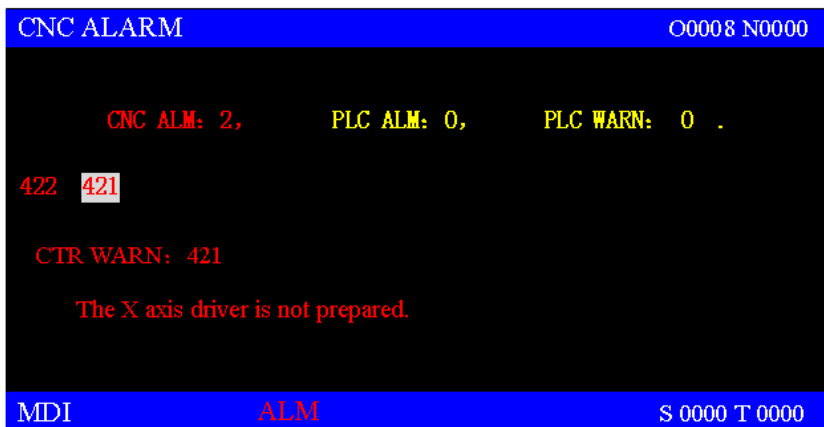 CNC ALARM O0008 N0000
CNC ALM: 2, PLC ALM: 0, PLC WARN: 0 .
422 421
CTR WARN: 421
The X axis driver is not prepared.
MDI ALM S 0000 T 0000